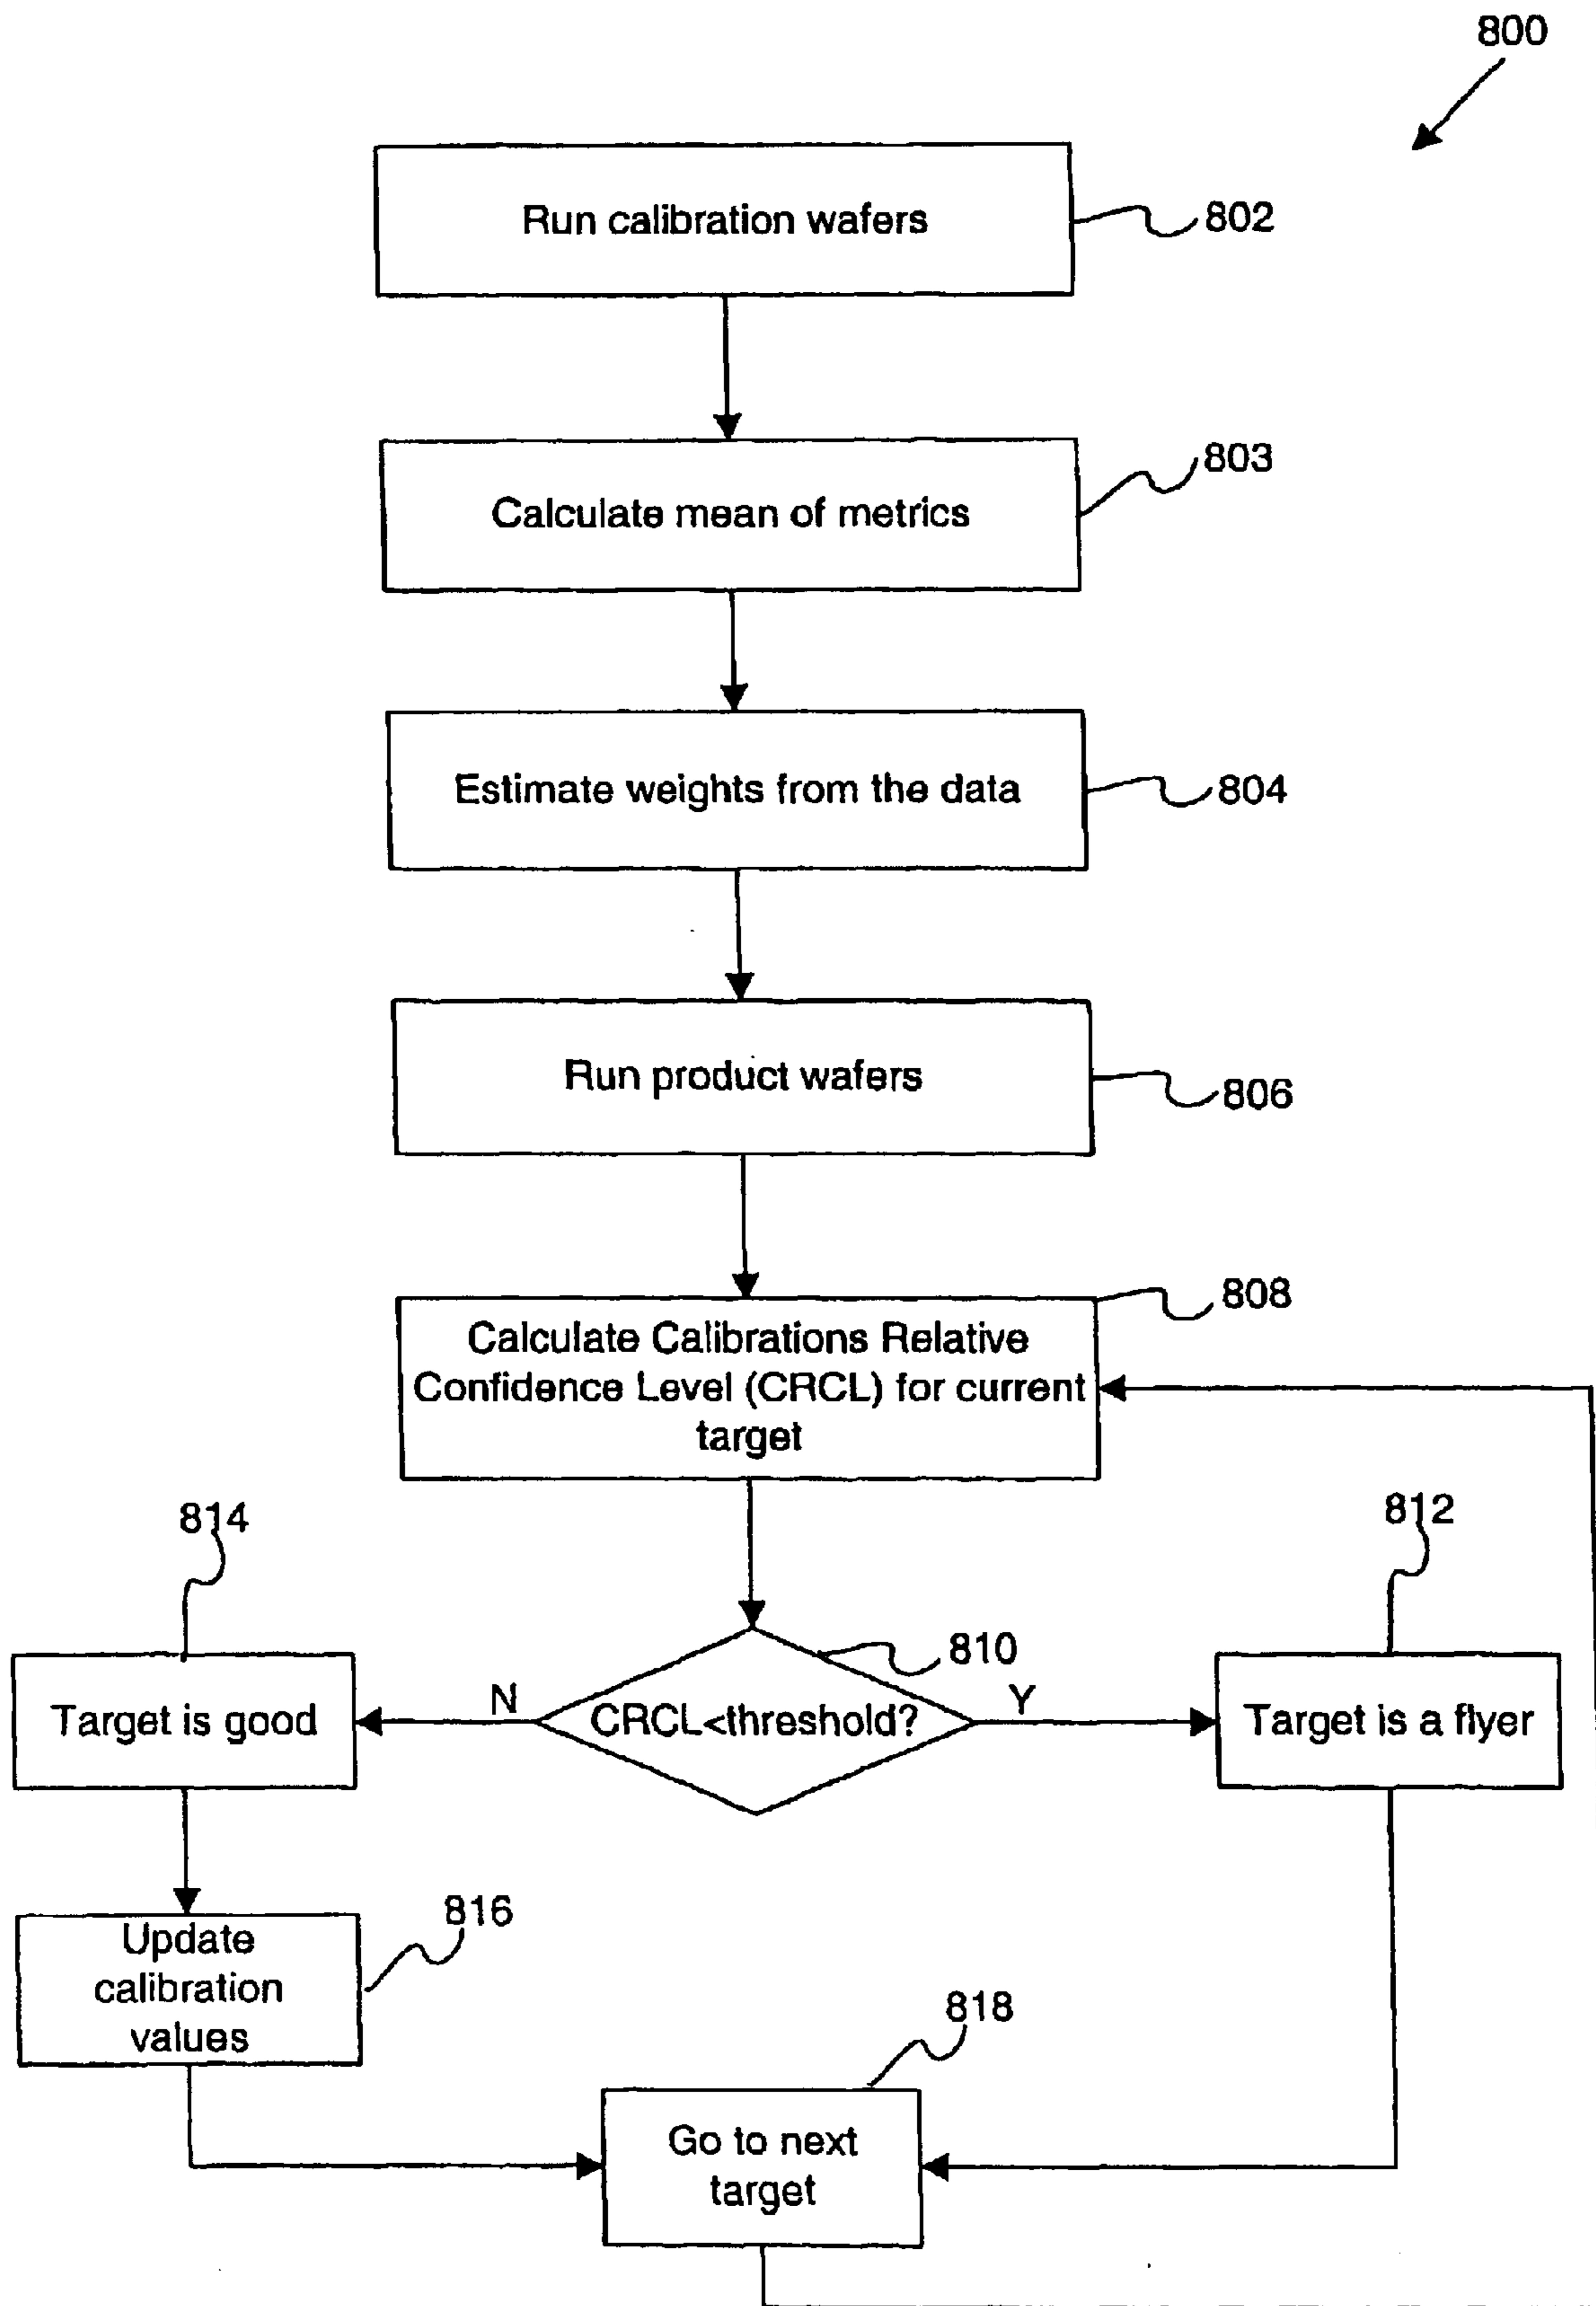 800
Run calibration wafers
802
Calculate mean of metrics
803
Estimate weights from the data
804
Run product wafers
806
808
Calculate Calibrations Relative
Confidence Level (CRCL) for current
target
814
812
810
N
CRCL<threshold?
Y
Target is good
Target is a flyer
816
Update
calibration
values
818
Go to next
target